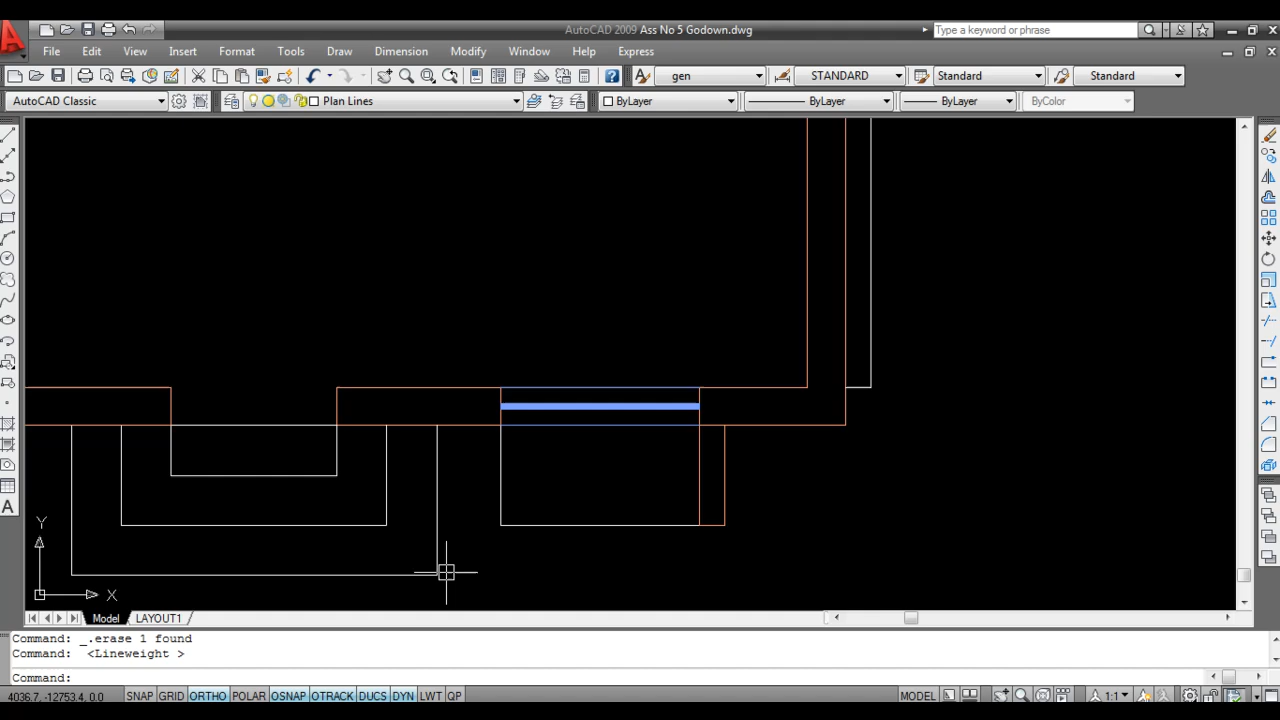 AutoCAD 2009 Ass No 5 Godown.dwg
Type a keyword or phrase
File Edit View Insert Format Tools Draw Dimension Modify Window Help Express
gen STANDARD Standard Standard
AutoCAD Classic Plan Lines ByLayer ByLayer ByLayer ByColor
Y
X
Model LAYOUT1
Command: _.erase 1 found
Command: <Lineweight >
Command:
4036.7, -12753.4, 0.0 SNAP GRID ORTHO POLAR OSNAP OTRACK DUCS DYN LWT QP MODEL 1:1